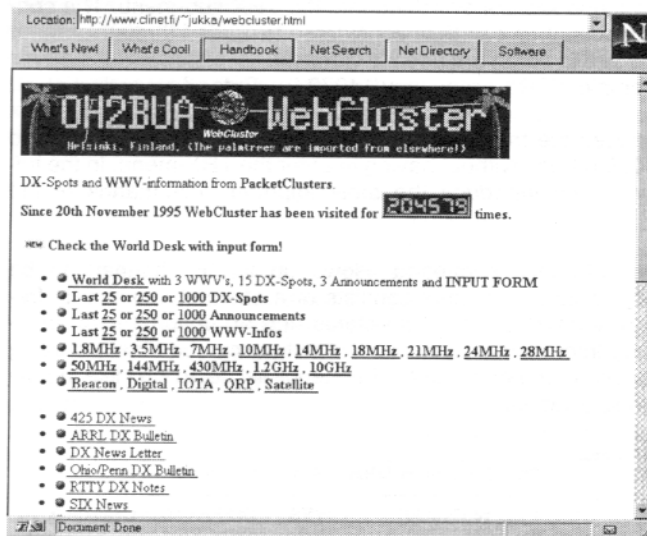 Location: http://www.clinet.fi/~jukka/webcluster.html
What's New! What's Cool! Handbook Net Search Net Directory Software
N
OH2BUA WebCluster
WebCluster
Helsinki, Finland, (The palmtrees are imported from elsewhere!)
DX-Spots and WWV-information from PacketClusters.
Since 20th November 1995 WebCluster has been visited for 204579 times.
NEW Check the World Desk with input form!
World Desk with 3 WWV's, 15 DX-Spots, 3 Announcements and INPUT FORM
Last 25 or 250 or 1000 DX-Spots
Last 25 or 250 or 1000 Announcements
Last 25 or 250 or 1000 WWV-Infos
1.8MHz , 3.5MHz , 7MHz , 10MHz , 14MHz , 18MHz , 21MHz , 24MHz , 28MHz
50MHz , 144MHz , 430MHz , 1.2GHz , 10GHz
Beacon , Digital , IOTA , QRP , Satellite
425 DX News
ARRL DX Bulletin
DX News Letter
Ohio/Penn DX Bulletin
RTTY DX Notes
SIX News
Document: Done